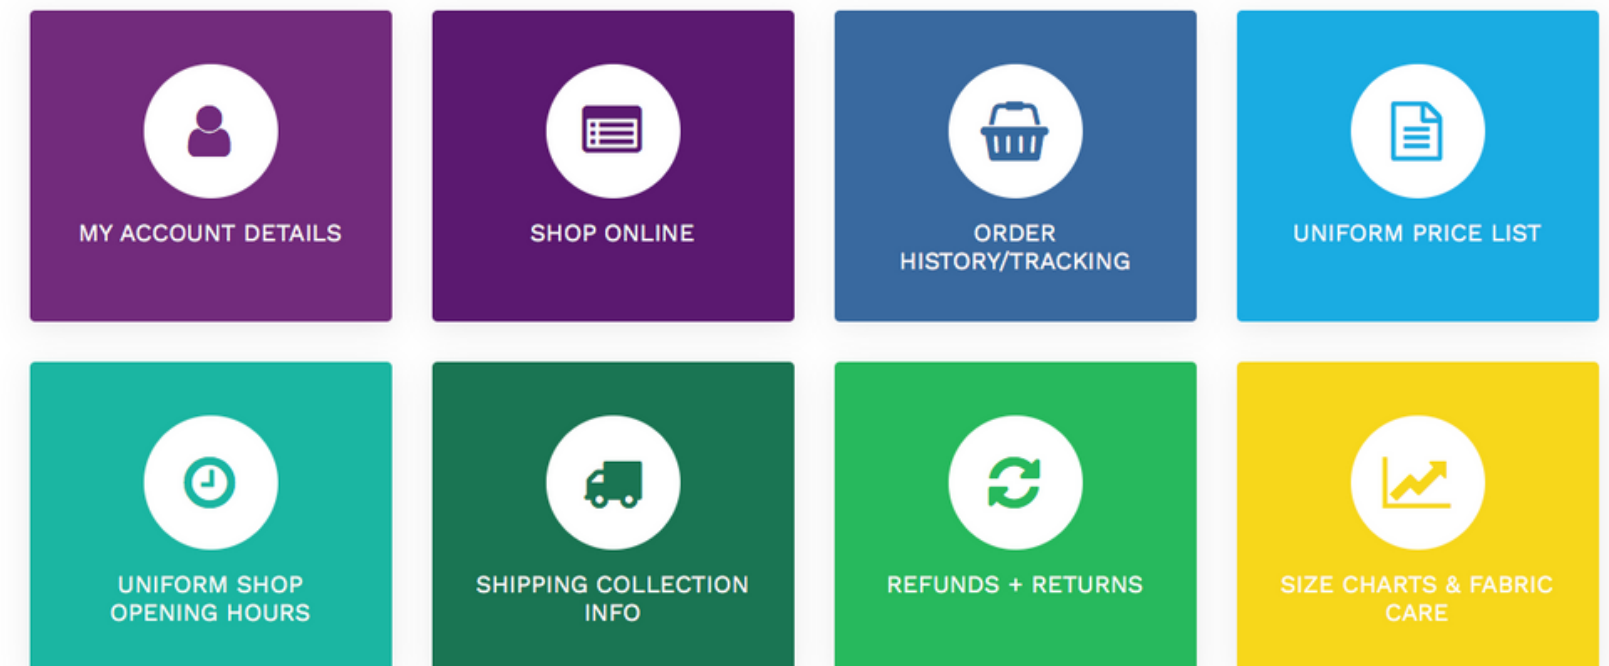 MY ACCOUNT DETAILS
SHOP ONLINE
ORDER
HISTORY/TRACKING
UNIFORM PRICE LIST
UNIFORM SHOP
OPENING HOURS
SHIPPING COLLECTION
INFO
REFUNDS + RETURNS
SIZE CHARTS & FABRIC
CARE